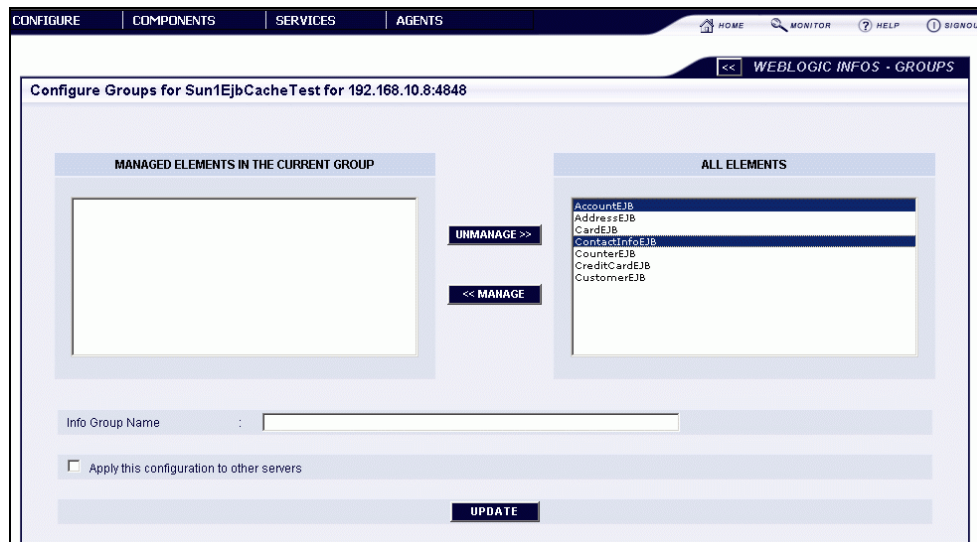 CONFIGURE COMPONENTS SERVICES AGENTS
HOME MONITOR HELP
<< WEBLOGIC INFOS - GROUPS
Configure Groups for Sun1EjbCacheTest for 192.168.10.8:4848
MANAGED ELEMENTS IN THE CURRENT GROUP
ALL ELEMENTS
AccountEJB
AddressEJB
CardEJB
ContactInfoEJB
CounterEJB
CreditCardEJB
CustomerEJB
UNMANAGE >>
<< MANAGE
Info Group Name :
Apply this configuration to other servers
UPDATE